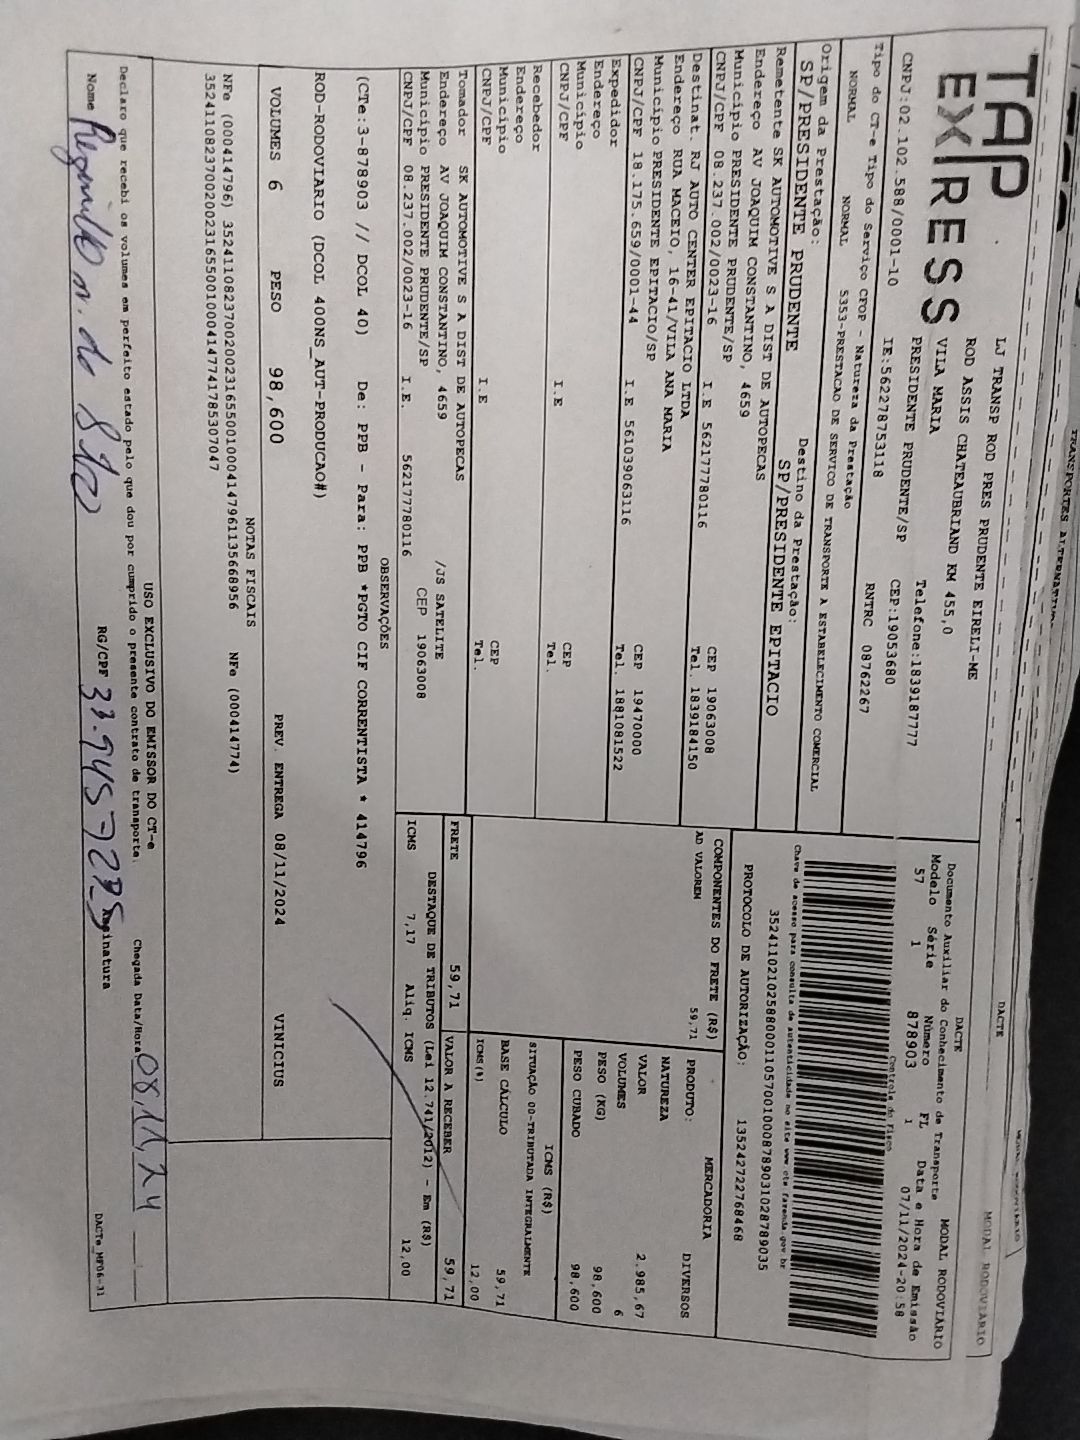 TRANSPORTES ALTERNATIVA
DACTE
MODAL RODOVIÁRIO
TAP EXPRESS
LJ TRANSP ROD PRES PRUDENTE EIRELI-ME
ROD ASSIS CHATEAUBRIAND KM 455,0
VILA MARIA
PRESIDENTE PRUDENTE/SP
Telefone:1839187777
CEP:19053680
CNPJ:02.102.588/0001-10
IE:562278753118
RNTRC 08762267
DACTE
Documento Auxiliar do Conhecimento de Transporte
MODAL RODOVIÁRIO
Modelo Série Número FL Data e Hora de Emissão
57 1 878903 1 07/11/2024-20:58
Controle do Fisco
Tipo do CT-e Tipo do Serviço CFOP - Natureza da Prestação
NORMAL NORMAL 5353-PRESTACAO DE SERVICO DE TRANSPORTE A ESTABELECIMENTO COMERCIAL
Origem da Prestação: Destino da Prestação:
SP/PRESIDENTE PRUDENTE SP/PRESIDENTE EPITACIO
Chave de acesso para consulta de autenticidade no site www.cte.fazenda.gov.br
35241102102588000110570010008789031028789035
PROTOCOLO DE AUTORIZAÇÃO: 135242722768468
Remetente SK AUTOMOTIVE S A DIST DE AUTOPECAS
Endereço AV JOAQUIM CONSTANTINO, 4659
Município PRESIDENTE PRUDENTE/SP CEP 19063008
CNPJ/CPF 08.237.002/0023-16 I.E 562177780116 Tel. 1839184150
Destinat. RJ AUTO CENTER EPITACIO LTDA
Endereço RUA MACEIO, 16-41/VILA ANA MARIA
Município PRESIDENTE EPITACIO/SP CEP 19470000
CNPJ/CPF 18.175.659/0001-44 I.E 561039063116 Tel. 1881081522
Expedidor
Endereço
Município CEP
CNPJ/CPF I.E Tel.
Recebedor
Endereço
Município CEP
CNPJ/CPF I.E Tel.
Tomador SK AUTOMOTIVE S A DIST DE AUTOPECAS
Endereço AV JOAQUIM CONSTANTINO, 4659 /JS SATELITE
Município PRESIDENTE PRUDENTE/SP CEP 19063008
CNPJ/CPF 08.237.002/0023-16 I.E. 562177780116
COMPONENTES DO FRETE (R$)
AD VALOREM 59,71
PRODUTO: MERCADORIA
NATUREZA DIVERSOS
VALOR 2.985,67
VOLUMES 6
PESO (KG) 98,600
PESO CUBADO 98,600
ICMS (R$)
SITUAÇÃO 00-TRIBUTADA INTEGRALMENTE
BASE CÁLCULO 59,71
ICMS(%) 12,00
FRETE 59,71 VALOR A RECEBER 59,71
DESTAQUE DE TRIBUTOS (Lei 12.741/2012) - Em (R$)
ICMS 7,17 Aliq. ICMS 12,00
OBSERVAÇÕES
(CTe:3-878903 // DCOL 40) De: PPB - Para: PPB *PGTO CIF CORRENTISTA * 414796
ROD-RODOVIARIO (DCOL 400NS_AUT-PRODUCAO#)
VOLUMES 6 PESO 98,600 PREV. ENTREGA 08/11/2024 VINICIUS
NOTAS FISCAIS
NFe (000414796) 35241108237002002316550010004147961135668956 NFe (000414774)
35241108237002002316550010004147741785307047
USO EXCLUSIVO DO EMISSOR DO CT-e
Declaro que recebi os volumes em perfeito estado pelo que dou por cumprido o presente contrato de transporte. Chegada Data/Hora 08/11/24
Nome RG/CPF Assinatura DACTe_MF06-31